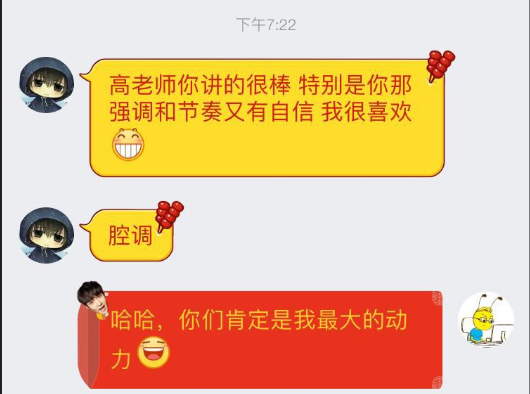 下午7:22
高老师你讲的很棒 特别是你那
强调和节奏又有自信 我很喜欢
腔调
哈哈，你们肯定是我最大的动
力